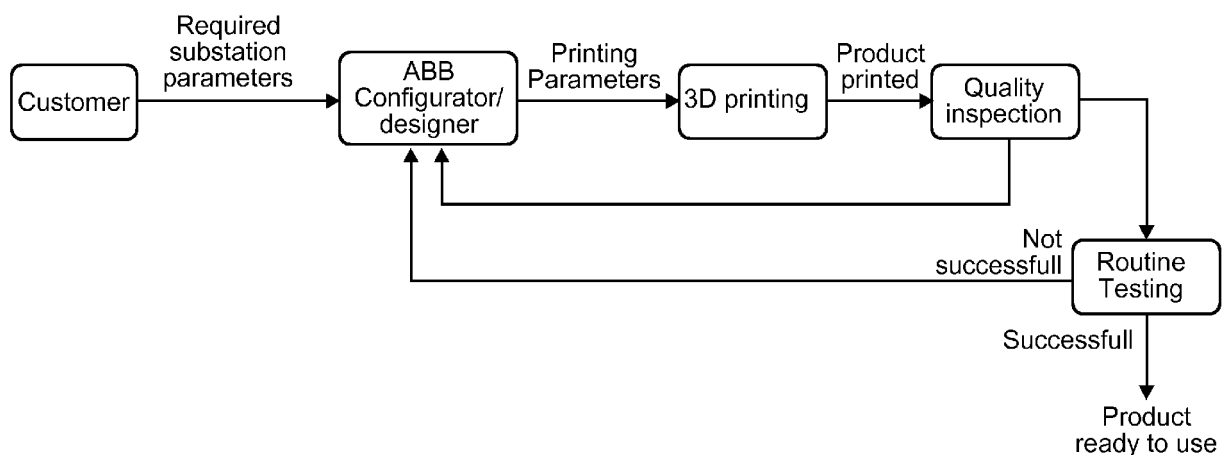 Customer
Required
substation
parameters
ABB
Configurator/
designer
Printing
Parameters
3D printing
Product
printed
Quality
inspection
Not
successfull
Routine
Testing
Successfull
Product
ready to use